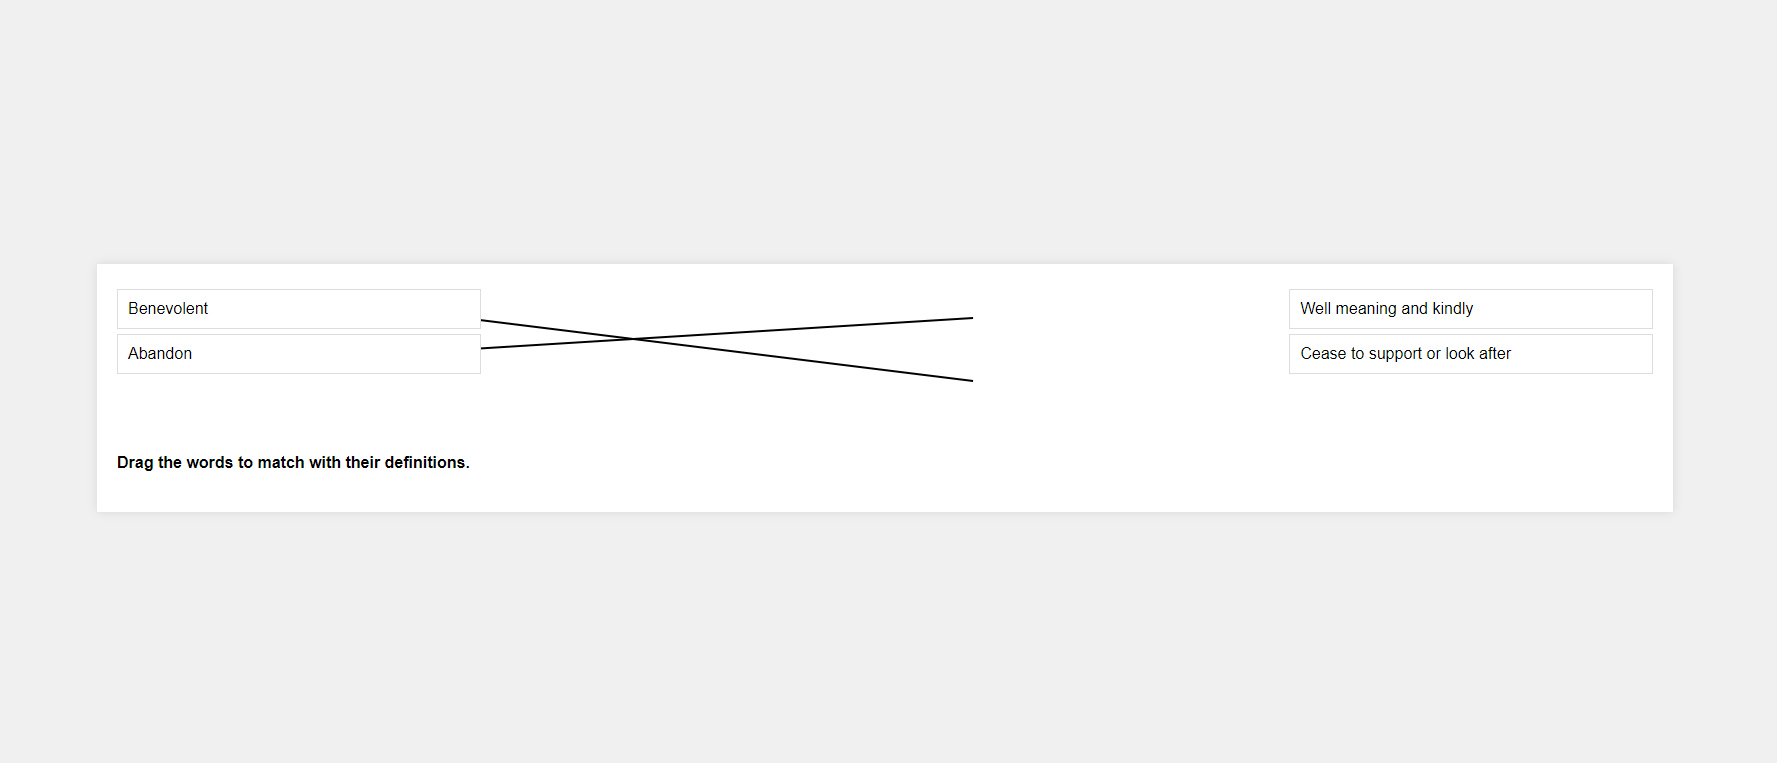 Benevolent
Well meaning and kindly
Abandon
Cease to support or look after
Drag the words to match with their definitions.